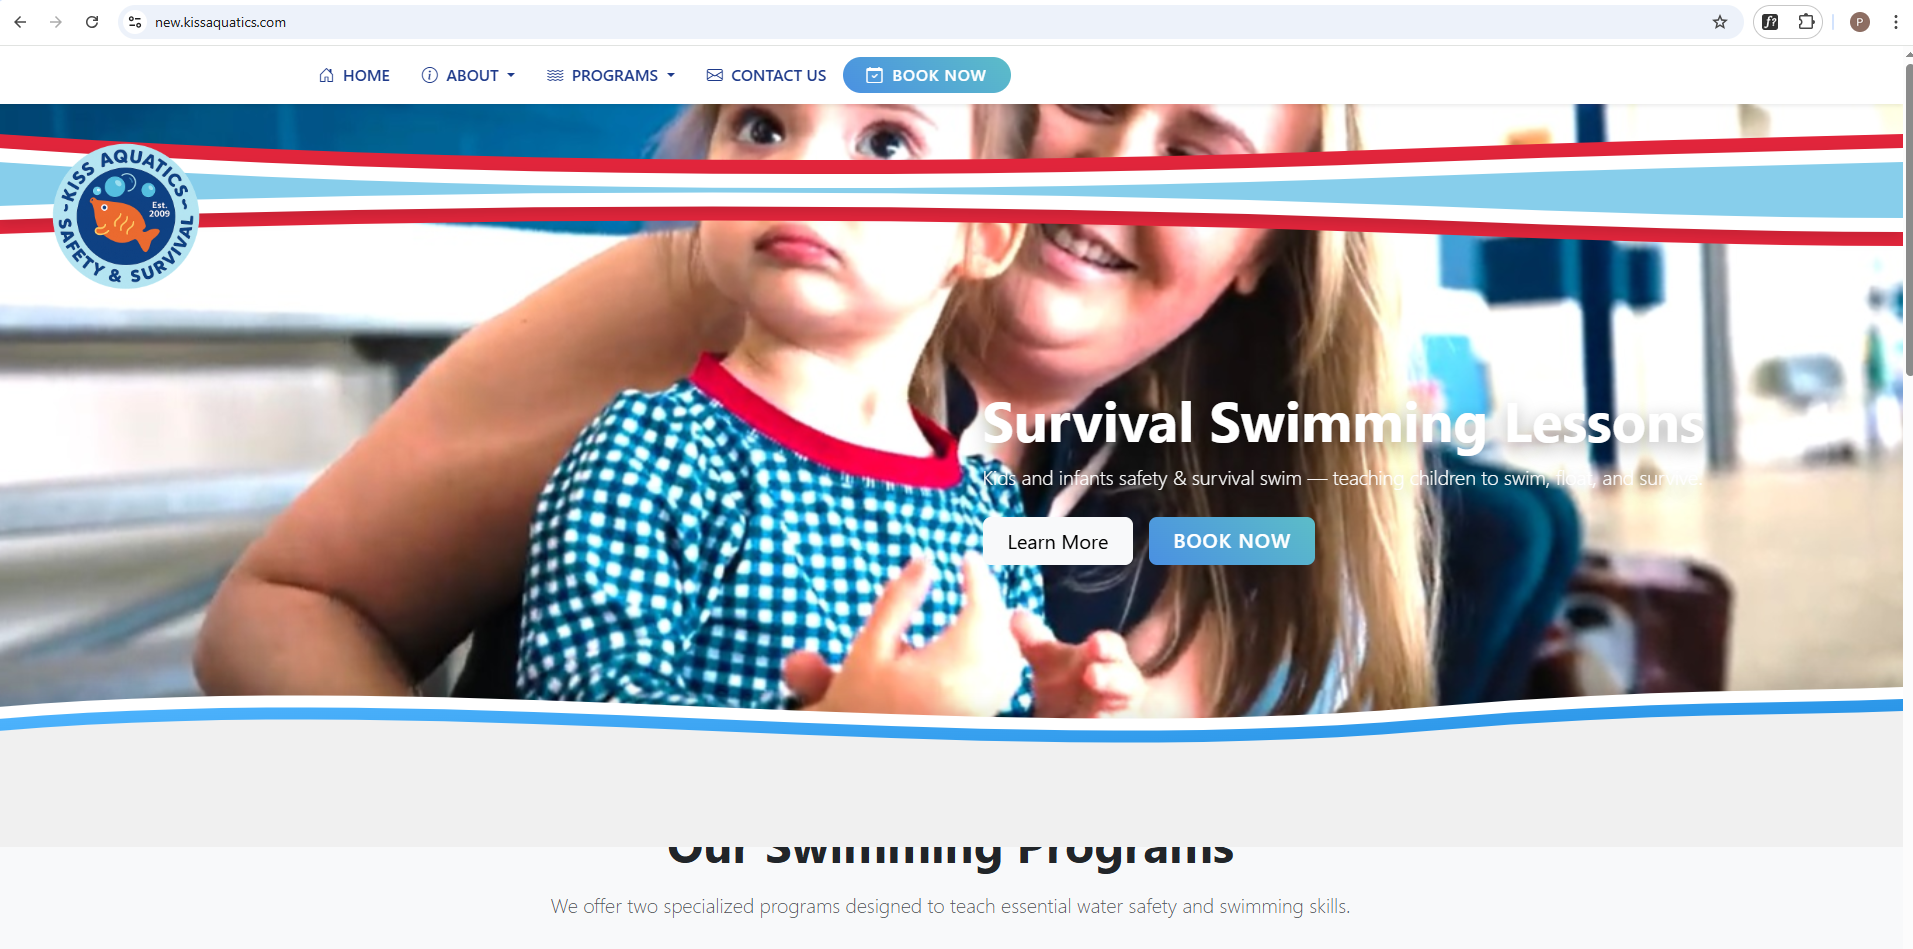 new.kissaquatics.com
P
HOME
ABOUT
PROGRAMS
CONTACT US
BOOK NOW
-KISS AQUATICS-
Est.
2009
SAFETY & SURVIVAL
Survival Swimming Lessons
Kids and infants safety & survival swim — teaching children to swim, float, and survive.
Learn More
BOOK NOW
Our Swimming Programs
We offer two specialized programs designed to teach essential water safety and swimming skills.